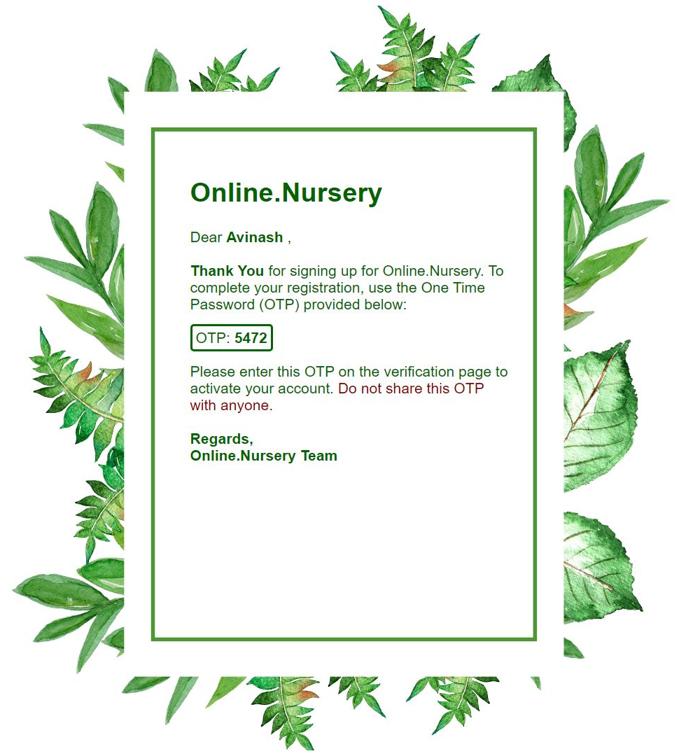 Online.Nursery
Dear Avinash ,
Thank You for signing up for Online.Nursery. To
complete your registration, use the One Time
Password (OTP) provided below:
OTP: 5472
Please enter this OTP on the verification page to
activate your account. Do not share this OTP
with anyone.
Regards,
Online.Nursery Team